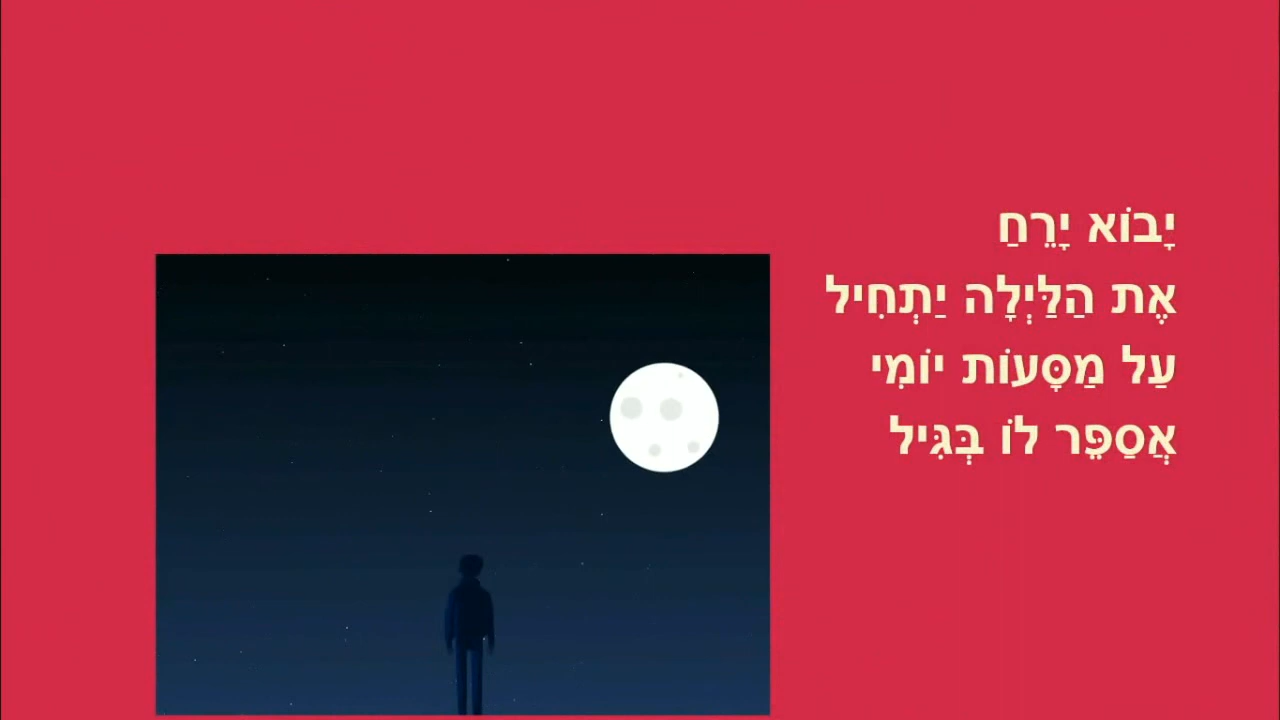 יָבוֹא יָרֵחַ
אֶת הַלַּיְלָה יַתְחִיל
עַל מַסָּעוֹת יוֹמִי
אֲסַפֵּר לוֹ בְּגִּיל